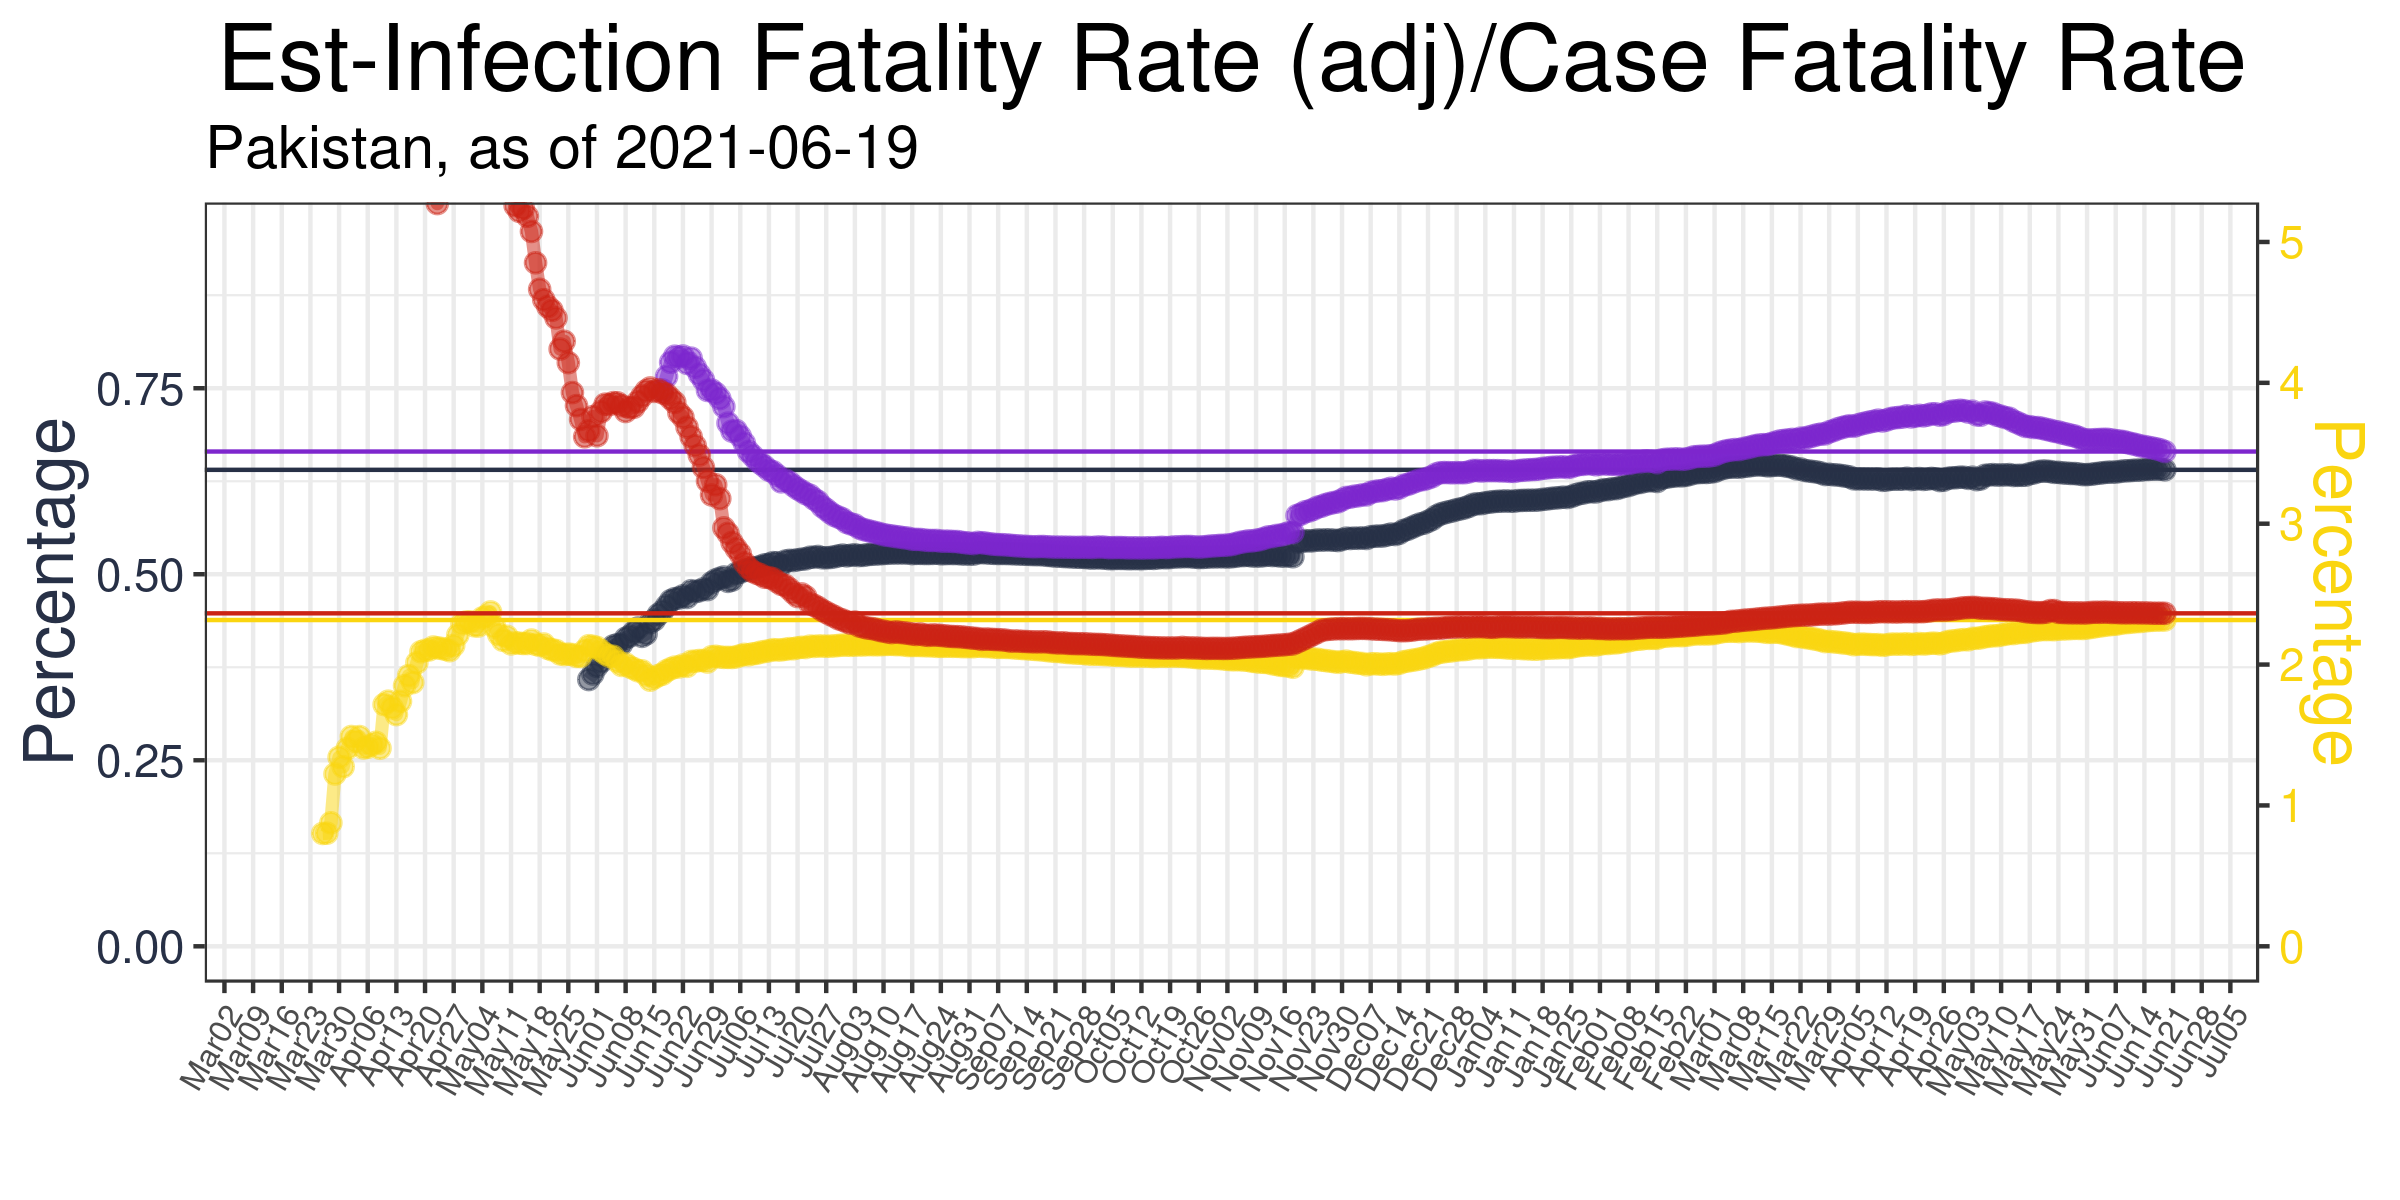 Est-Infection Fatality Rate (adj)/Case Fatality Rate
Pakistan, as of 2021-06-19
Percentage
0.75
0.50
0.25
0.00
5
4
3
2
1
0
Percentage
Mar02 Mar09 Mar16 Mar23 Mar30 Apr06 Apr13 Apr20 Apr27 May04 May11 May18 May25 Jun01 Jun08 Jun15 Jun22 Jun29 Jul06 Jul13 Jul20 Jul27 Aug03 Aug10 Aug17 Aug24 Aug31 Sep07 Sep14 Sep21 Sep28 Oct05 Oct12 Oct19 Oct26 Nov02 Nov09 Nov16 Nov23 Nov30 Dec07 Dec14 Dec21 Dec28 Jan04 Jan11 Jan18 Jan25 Feb01 Feb08 Feb15 Feb22 Mar01 Mar08 Mar15 Mar22 Mar29 Apr05 Apr12 Apr19 Apr26 May03 May10 May17 May24 May31 Jun07 Jun14 Jun21 Jun28 Jul05